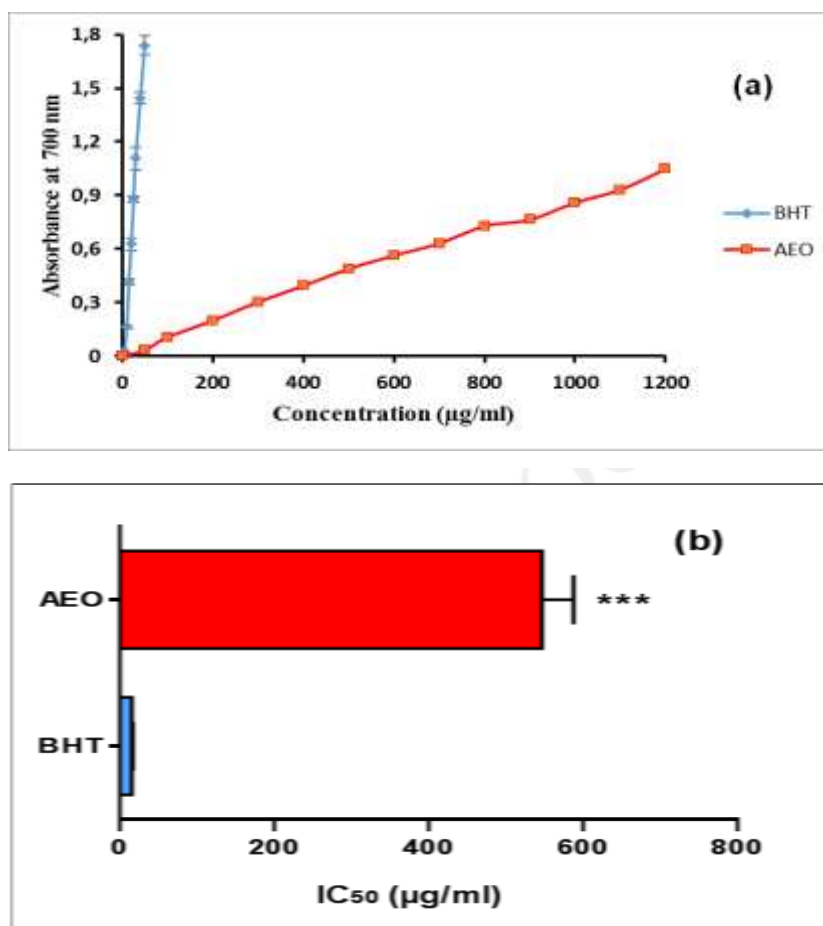 1,8
1,5
1,2
0,9
0,6
0,3
0
Absorbance at 700 nm
(a)
BHT
AEO
0 200 400 600 800 1000 1200
Concentration (µg/ml)
(b)
AEO
***
BHT
0 200 400 600 800
IC50 (µg/ml)